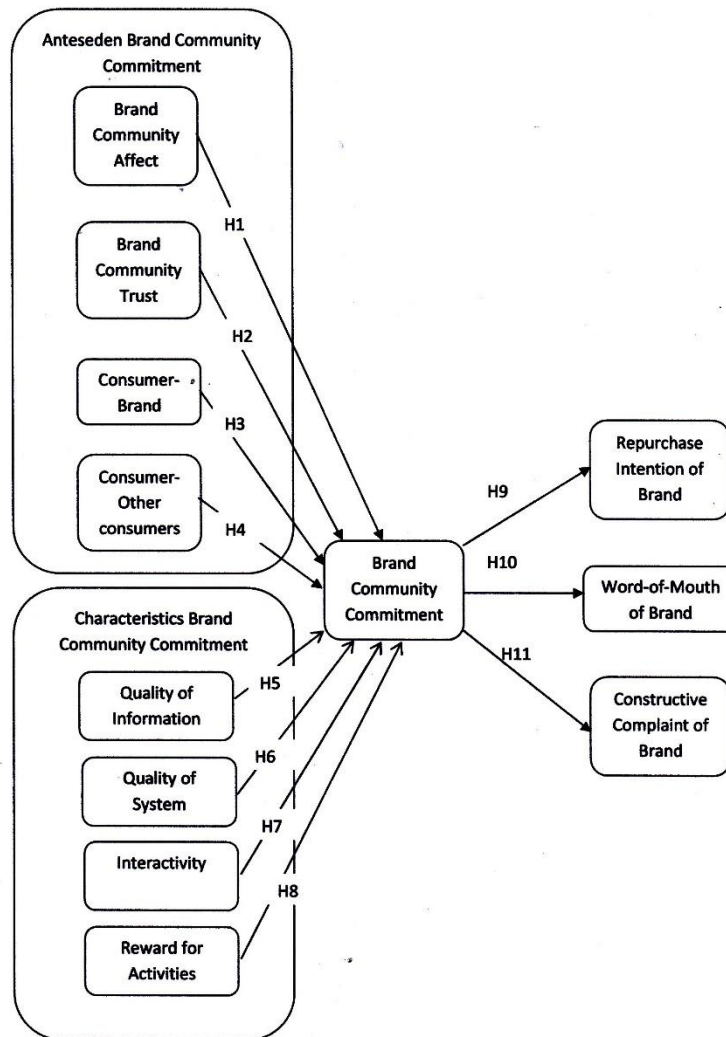 Anteseden Brand Community
Commitment
Brand
Community
Affect
H1
Brand
Community
Trust
H2
Consumer-
Brand
H3
Consumer-
Other
consumers
H4
Characteristics Brand
Community Commitment
Quality of
Information
H5
Quality of
System
H6
Interactivity
H7
Reward for
Activities
H8
Brand
Community
Commitment
H9
Repurchase
Intention of
Brand
H10
Word-of-Mouth
of Brand
H11
Constructive
Complaint of
Brand